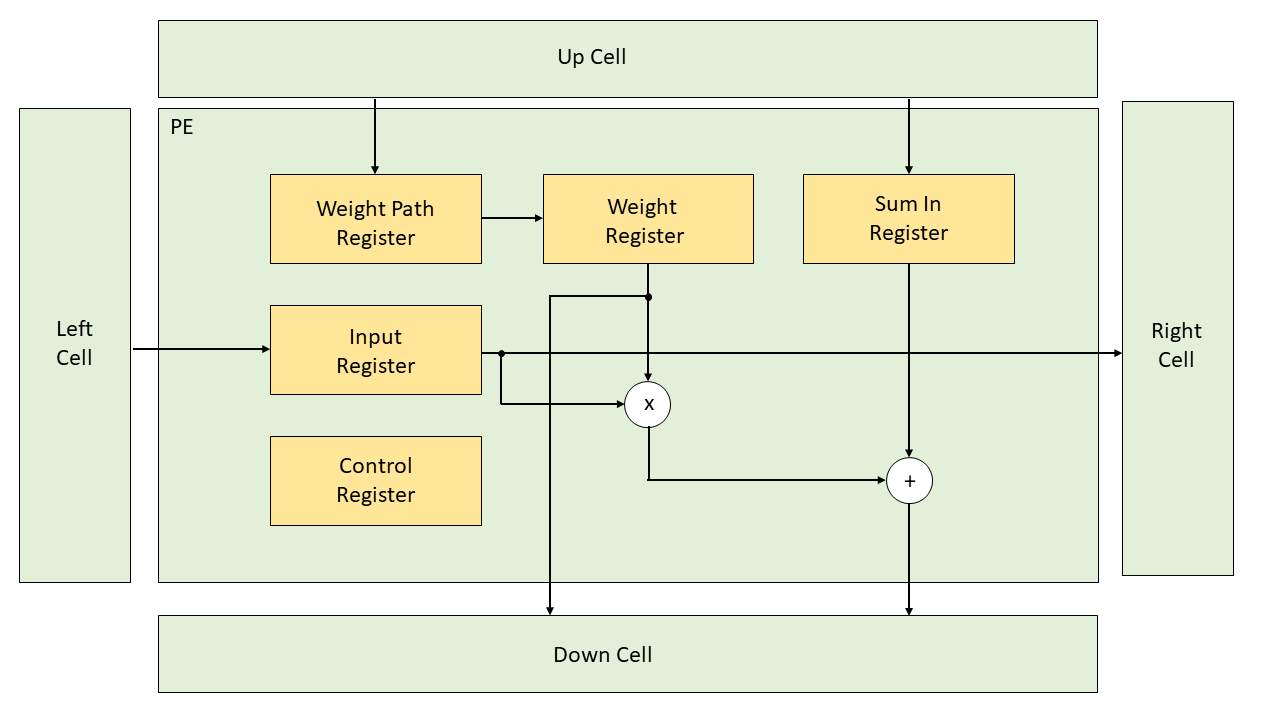 Up Cell
PE
Weight Path
Register
Weight
Register
Sum In
Register
Left
Cell
Input
Register
Right
Cell
x
Control
Register
+
Down Cell